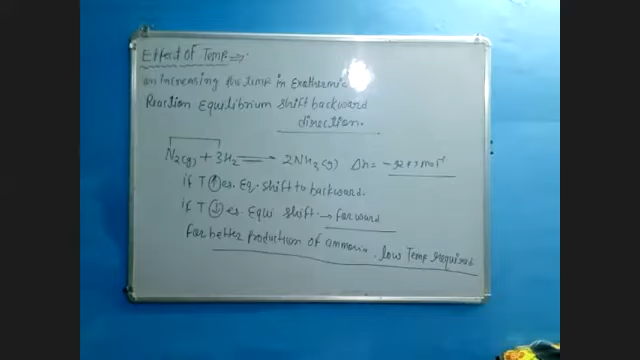 Effect of Temp ⇒
on Increasing the temp in Exothermic
Reaction Equilibrium shift backward
direction.
N₂(g) + 3H₂ ⇌ 2NH₃(g) Δh = -92 kJ mol⁻¹
if T ↑es. Eq. shift to backward.
if T ↓es. Equi shift → forward
For better production of ammonia. low Temp required